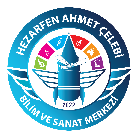 HEZARFEN AHMET ÇELEBİ
2022
BİLİM VE SANAT MERKEZİ